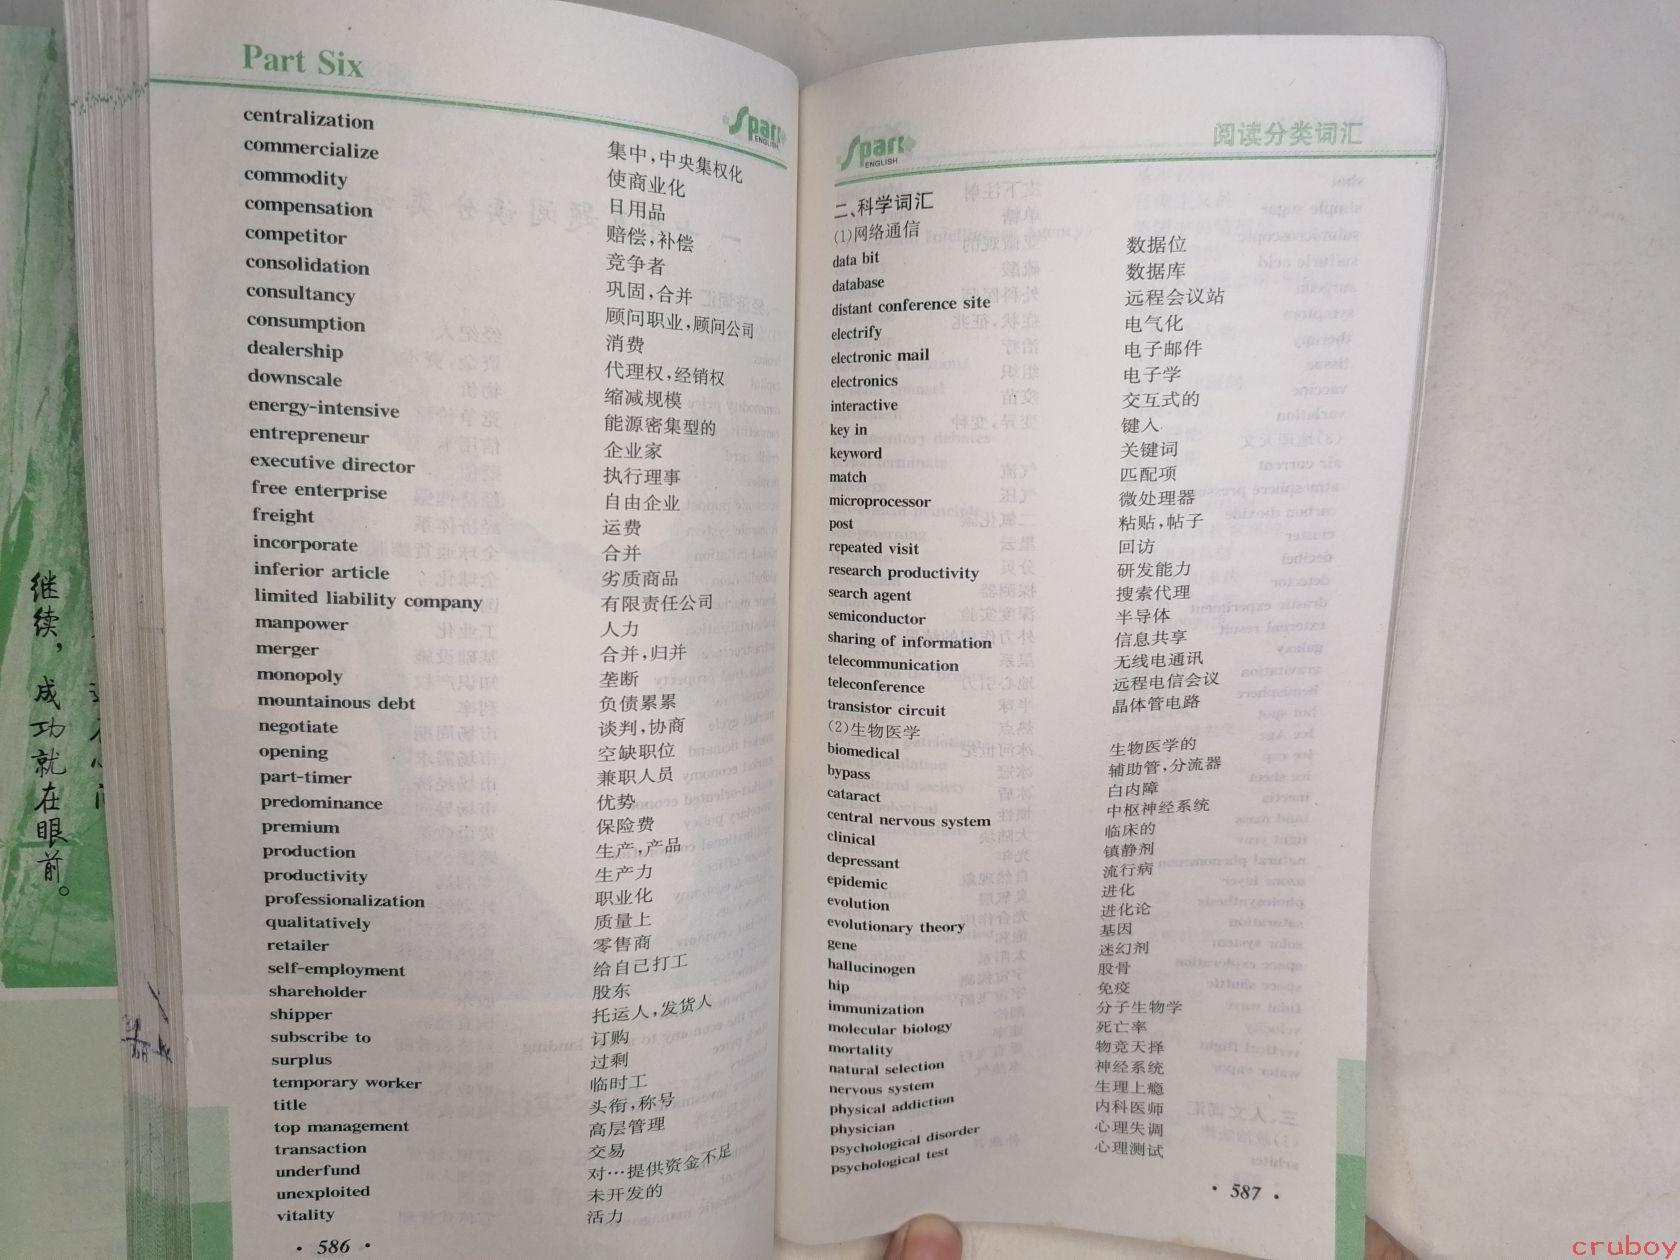 继续，成功就在眼前。
Part Six
Spark
ENGLISH
centralization 集中,中央集权化
commercialize 使商业化
commodity 日用品
compensation 赔偿,补偿
competitor 竞争者
consolidation 巩固,合并
consultancy 顾问职业,顾问公司
consumption 消费
dealership 代理权,经销权
downscale 缩减规模
energy-intensive 能源密集型的
entrepreneur 企业家
executive director 执行理事
free enterprise 自由企业
freight 运费
incorporate 合并
inferior article 劣质商品
limited liability company 有限责任公司
manpower 人力
merger 合并,归并
monopoly 垄断
mountainous debt 负债累累
negotiate 谈判,协商
opening 空缺职位
part-timer 兼职人员
predominance 优势
premium 保险费
production 生产,产品
productivity 生产力
professionalization 职业化
qualitatively 质量上
retailer 零售商
self-employment 给自己打工
shareholder 股东
shipper 托运人,发货人
subscribe to 订购
surplus 过剩
temporary worker 临时工
title 头衔,称号
top management 高层管理
transaction 交易
underfund 对…提供资金不足
unexploited 未开发的
vitality 活力
· 586 ·
Spark
ENGLISH
阅读分类词汇
二、科学词汇
(1)网络通信
data bit 数据位
database 数据库
distant conference site 远程会议站
electrify 电气化
electronic mail 电子邮件
electronics 电子学
interactive 交互式的
key in 键入
keyword 关键词
match 匹配项
microprocessor 微处理器
post 粘贴,帖子
repeated visit 回访
research productivity 研发能力
search agent 搜索代理
semiconductor 半导体
sharing of information 信息共享
telecommunication 无线电通讯
teleconference 远程电信会议
transistor circuit 晶体管电路
(2)生物医学
biomedical 生物医学的
bypass 辅助管,分流器
cataract 白内障
central nervous system 中枢神经系统
clinical 临床的
depressant 镇静剂
epidemic 流行病
evolution 进化
evolutionary theory 进化论
gene 基因
hallucinogen 迷幻剂
hip 股骨
immunization 免疫
molecular biology 分子生物学
mortality 死亡率
natural selection 物竞天择
nervous system 神经系统
physical addiction 生理上瘾
physician 内科医师
psychological disorder 心理失调
psychological test 心理测试
· 587 ·
cruboy